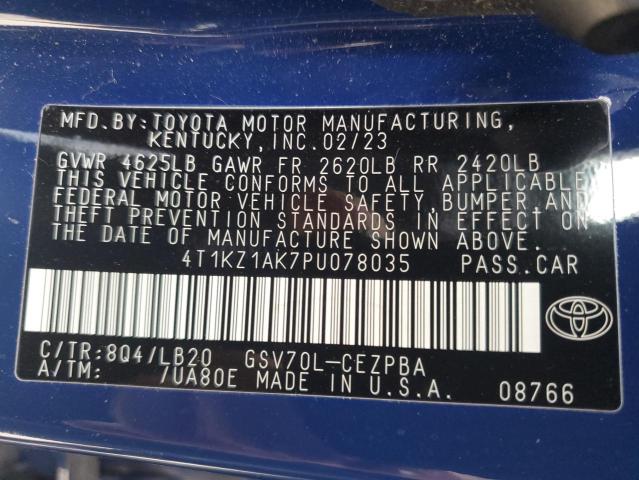 MFD.BY:TOYOTA MOTOR MANUFACTURING,
KENTUCKY,INC.02/23
GVWR 4625LB GAWR FR 2620LB RR 2420LB
THIS VEHICLE CONFORMS TO ALL APPLICABLE
FEDERAL MOTOR VEHICLE SAFETY,BUMPER AND
THEFT PREVENTION STANDARDS IN EFFECT ON
THE DATE OF MANUFACTURE SHOWN ABOVE.
4T1KZ1AK7PU078035 PASS.CAR
C/TR:8Q4/LB20 GSV70L-CEZPBA
A/TM: /UA80E MADE IN U.S.A. 08766